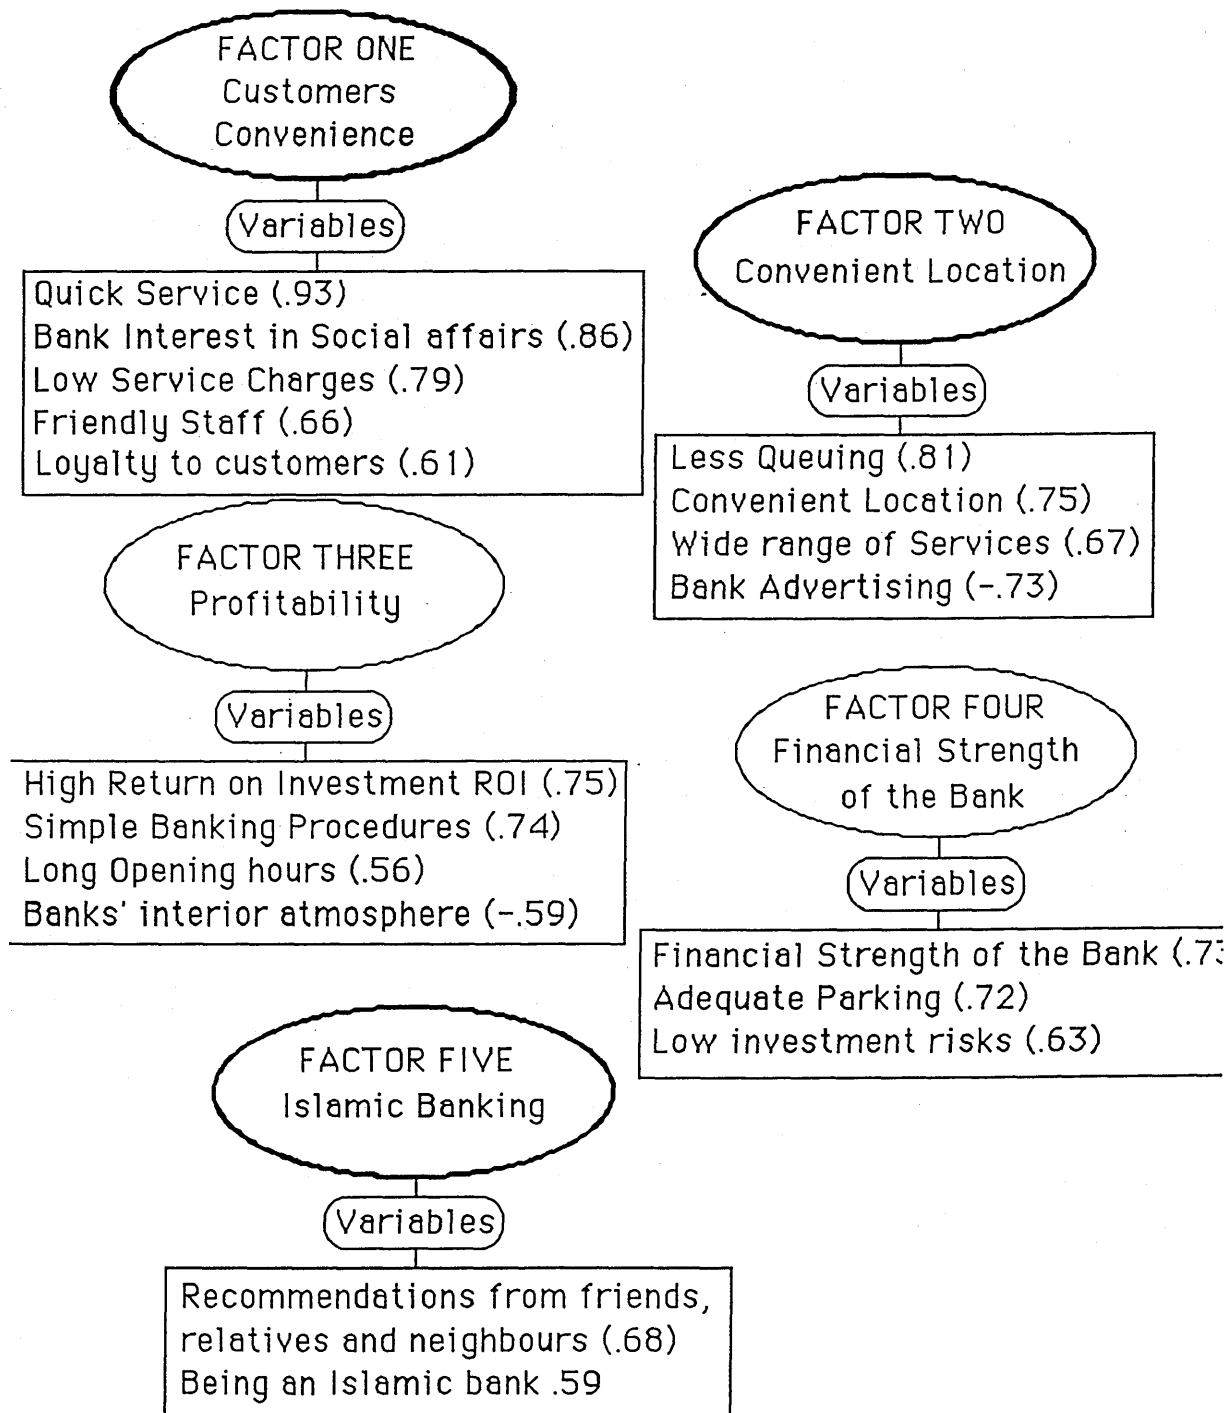 FACTOR ONE
Customers
Convenience
Variables
Quick Service (.93)
Bank Interest in Social affairs (.86)
Low Service Charges (.79)
Friendly Staff (.66)
Loyalty to customers (.61)
FACTOR TWO
Convenient Location
Variables
Less Queuing (.81)
Convenient Location (.75)
Wide range of Services (.67)
Bank Advertising (-.73)
FACTOR THREE
Profitability
Variables
High Return on Investment ROI (.75)
Simple Banking Procedures (.74)
Long Opening hours (.56)
Banks' interior atmosphere (-.59)
FACTOR FOUR
Financial Strength
of the Bank
Variables
Financial Strength of the Bank (.73
Adequate Parking (.72)
Low investment risks (.63)
FACTOR FIVE
Islamic Banking
Variables
Recommendations from friends,
relatives and neighbours (.68)
Being an Islamic bank .59